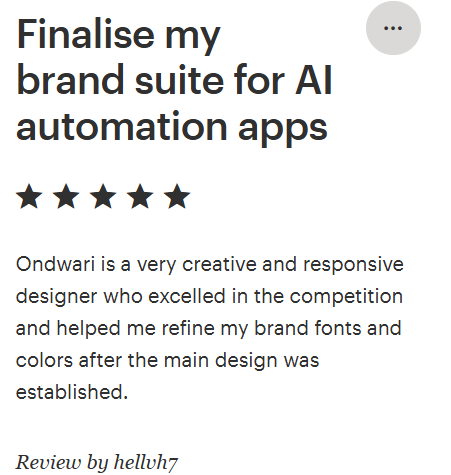 Finalise my
brand suite for AI
automation apps
Ondwari is a very creative and responsive
designer who excelled in the competition
and helped me refine my brand fonts and
colors after the main design was
established.
Review by hellvh7